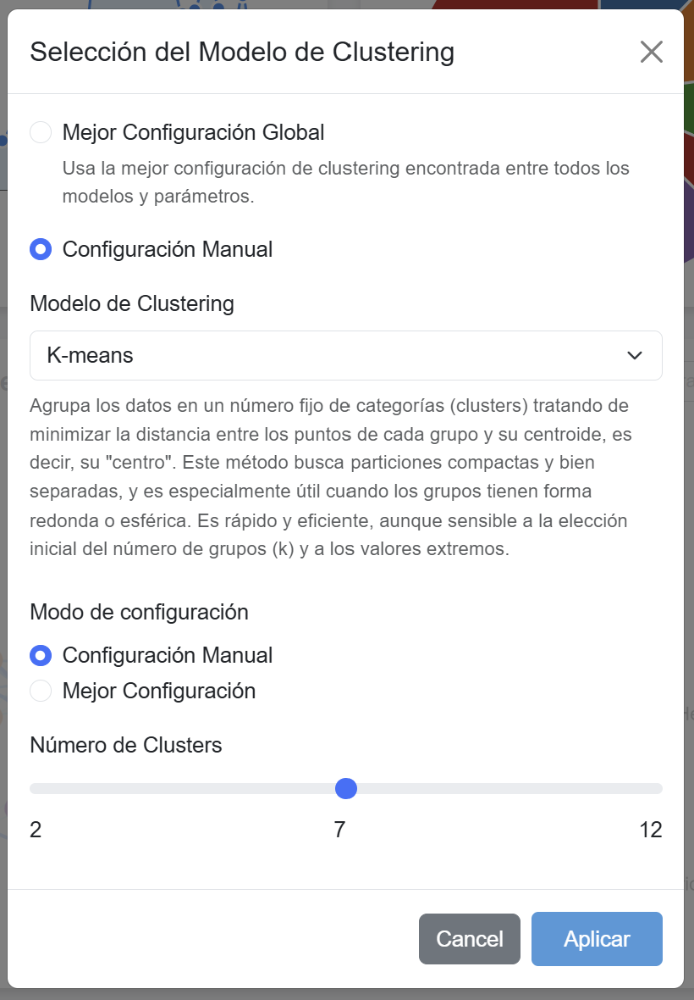 Selección del Modelo de Clustering
Mejor Configuración Global
Usa la mejor configuración de clustering encontrada entre todos los
modelos y parámetros.
Configuración Manual
Modelo de Clustering
K-means
Agrupa los datos en un número fijo de categorías (clusters) tratando de
minimizar la distancia entre los puntos de cada grupo y su centroide, es
decir, su "centro". Este método busca particiones compactas y bien
separadas, y es especialmente útil cuando los grupos tienen forma
redonda o esférica. Es rápido y eficiente, aunque sensible a la elección
inicial del número de grupos (k) y a los valores extremos.
Modo de configuración
Configuración Manual
Mejor Configuración
Número de Clusters
2 7 12
Cancel Aplicar